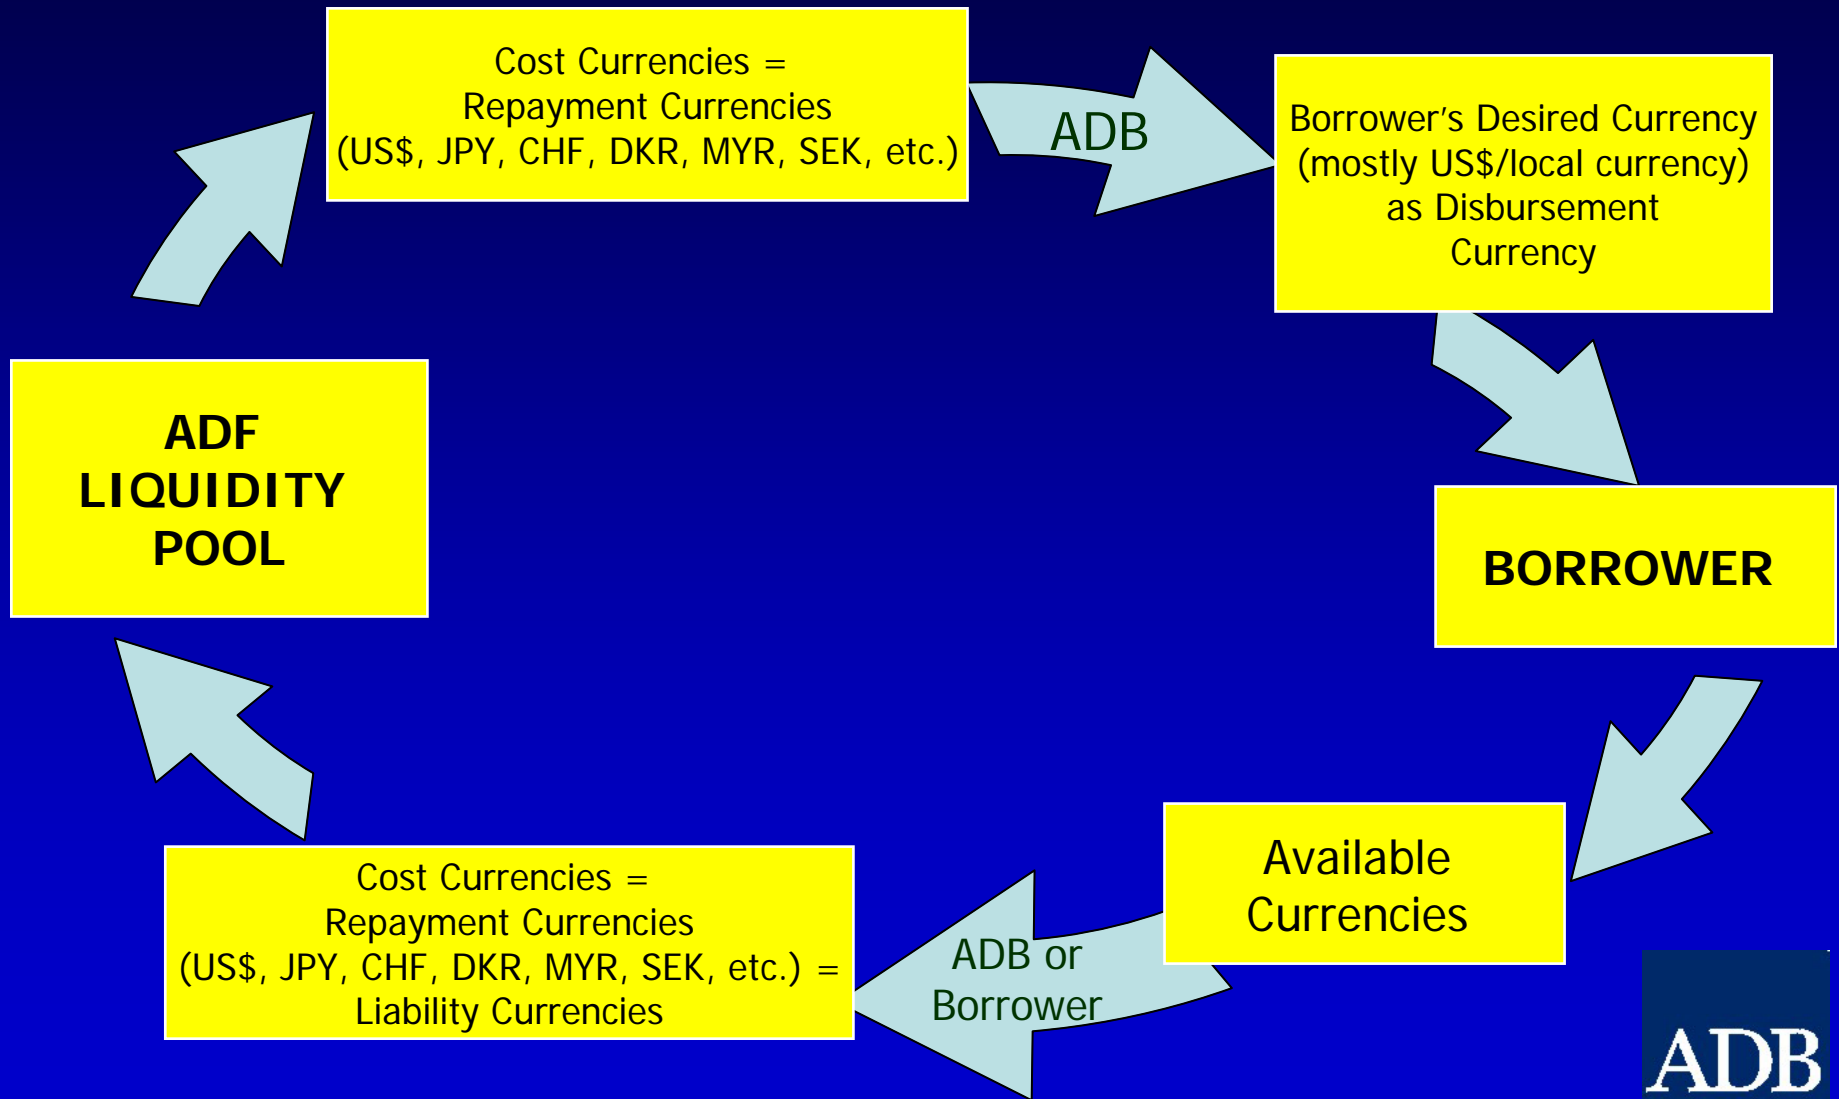 Cost Currencies =
Repayment Currencies
(US$, JPY, CHF, DKR, MYR, SEK, etc.)
ADB
Borrower's Desired Currency
(mostly US$/local currency)
as Disbursement
Currency
ADF
LIQUIDITY
POOL
BORROWER
Available
Currencies
ADB or
Borrower
Cost Currencies =
Repayment Currencies
(US$, JPY, CHF, DKR, MYR, SEK, etc.) =
Liability Currencies
ADB